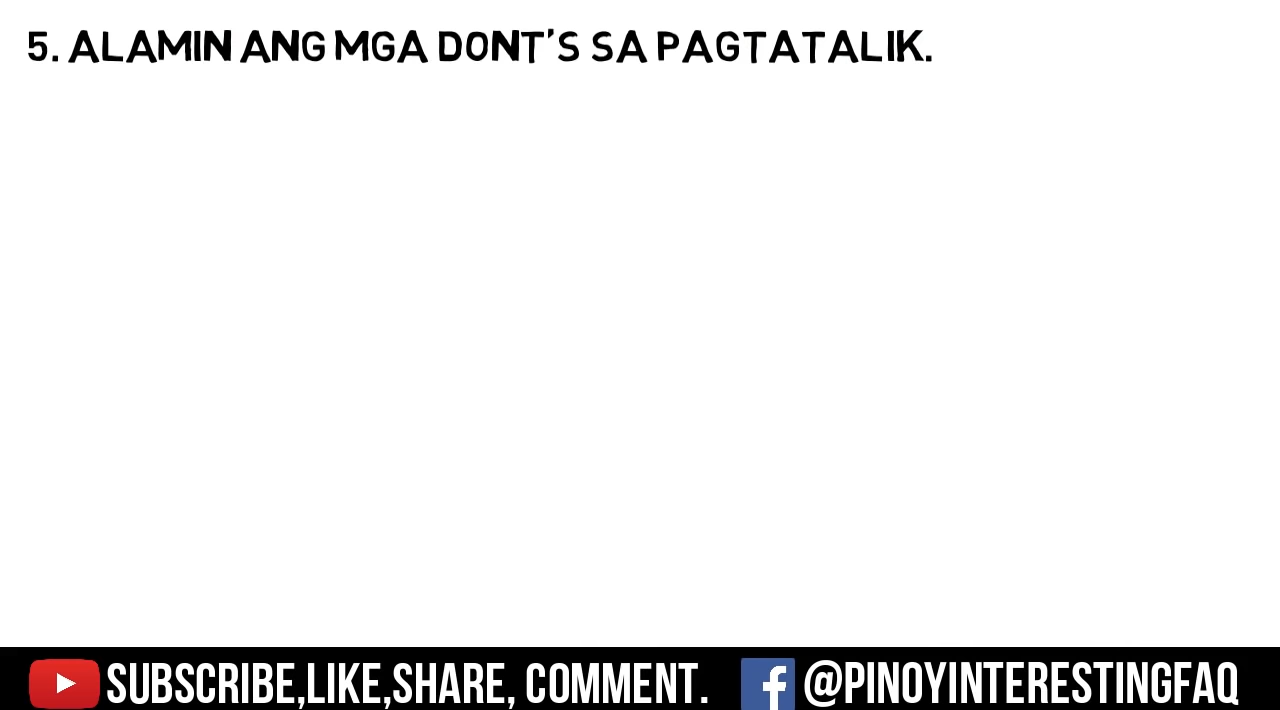 5. ALAMIN ANG MGA DONT'S SA PAGTATALIK.
SUBSCRIBE,LIKE,SHARE, COMMENT. f @PINOYINTERESTINGFAQ